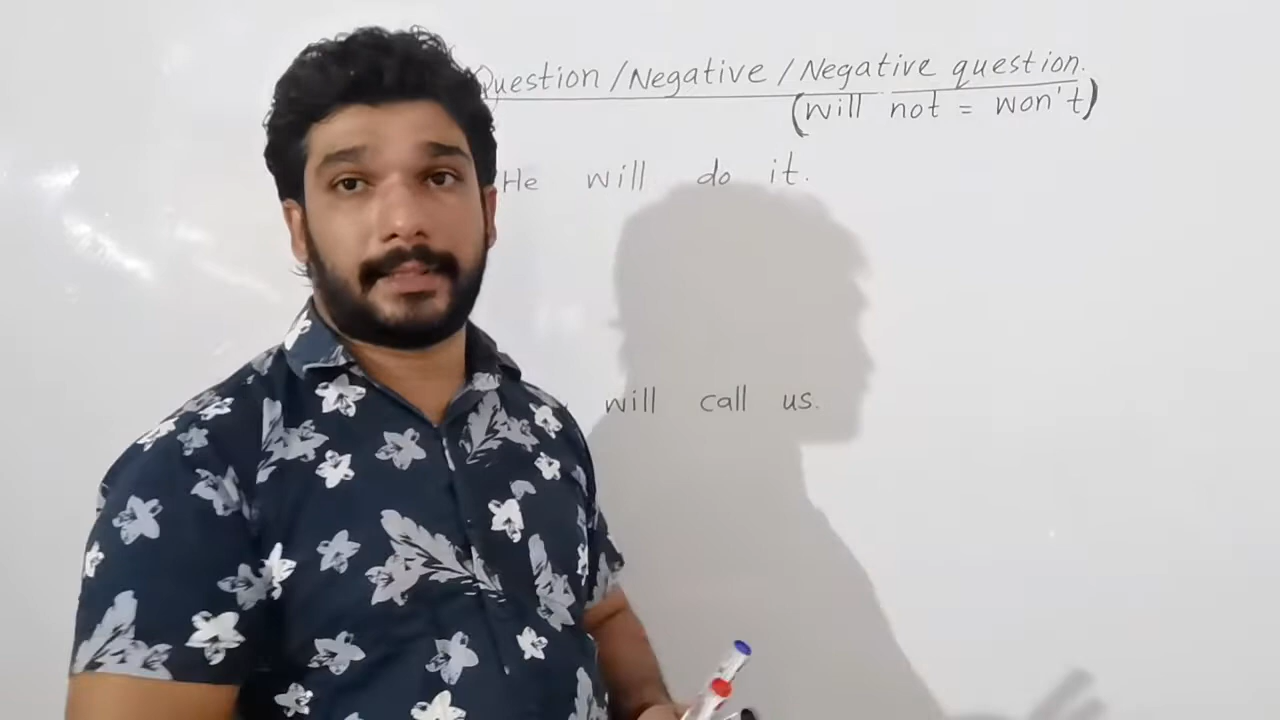 Question / Negative / Negative question.
(will not = won't)
He will do it.
will call us.